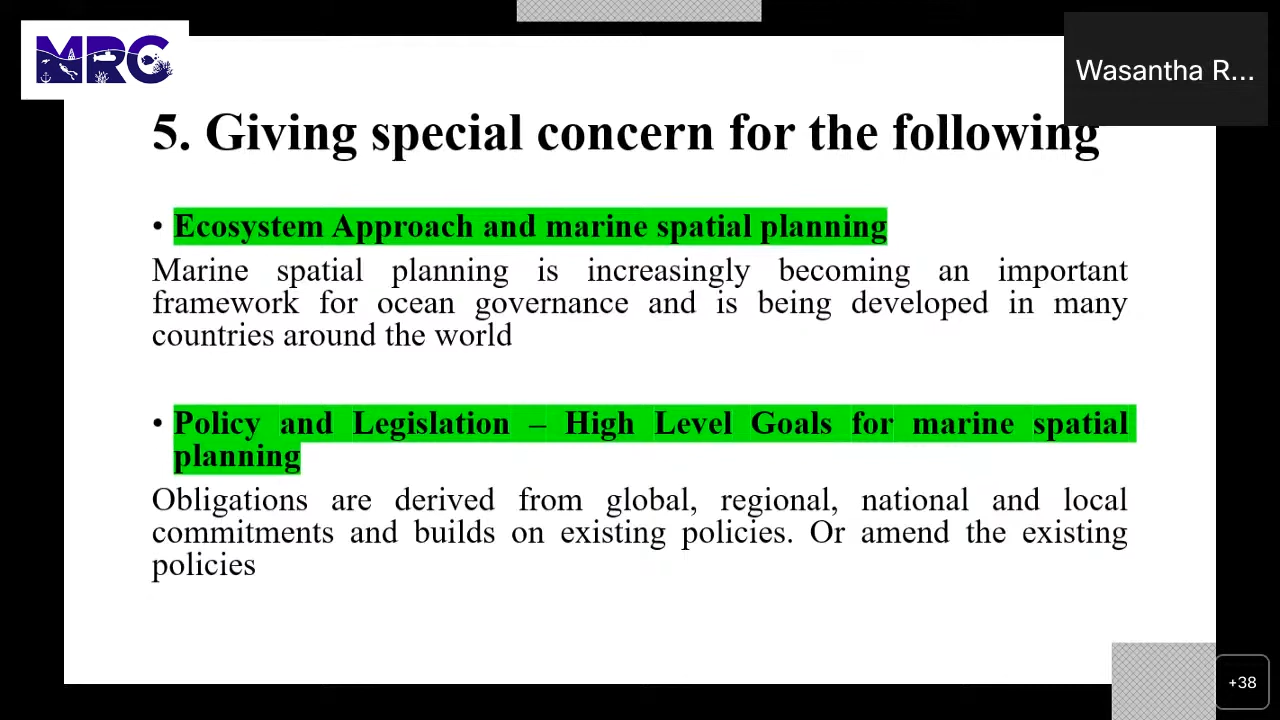 MRC
Wasantha R...
5. Giving special concern for the following
• Ecosystem Approach and marine spatial planning
Marine spatial planning is increasingly becoming an important
framework for ocean governance and is being developed in many
countries around the world
• Policy and Legislation – High Level Goals for marine spatial
planning
Obligations are derived from global, regional, national and local
commitments and builds on existing policies. Or amend the existing
policies
+38